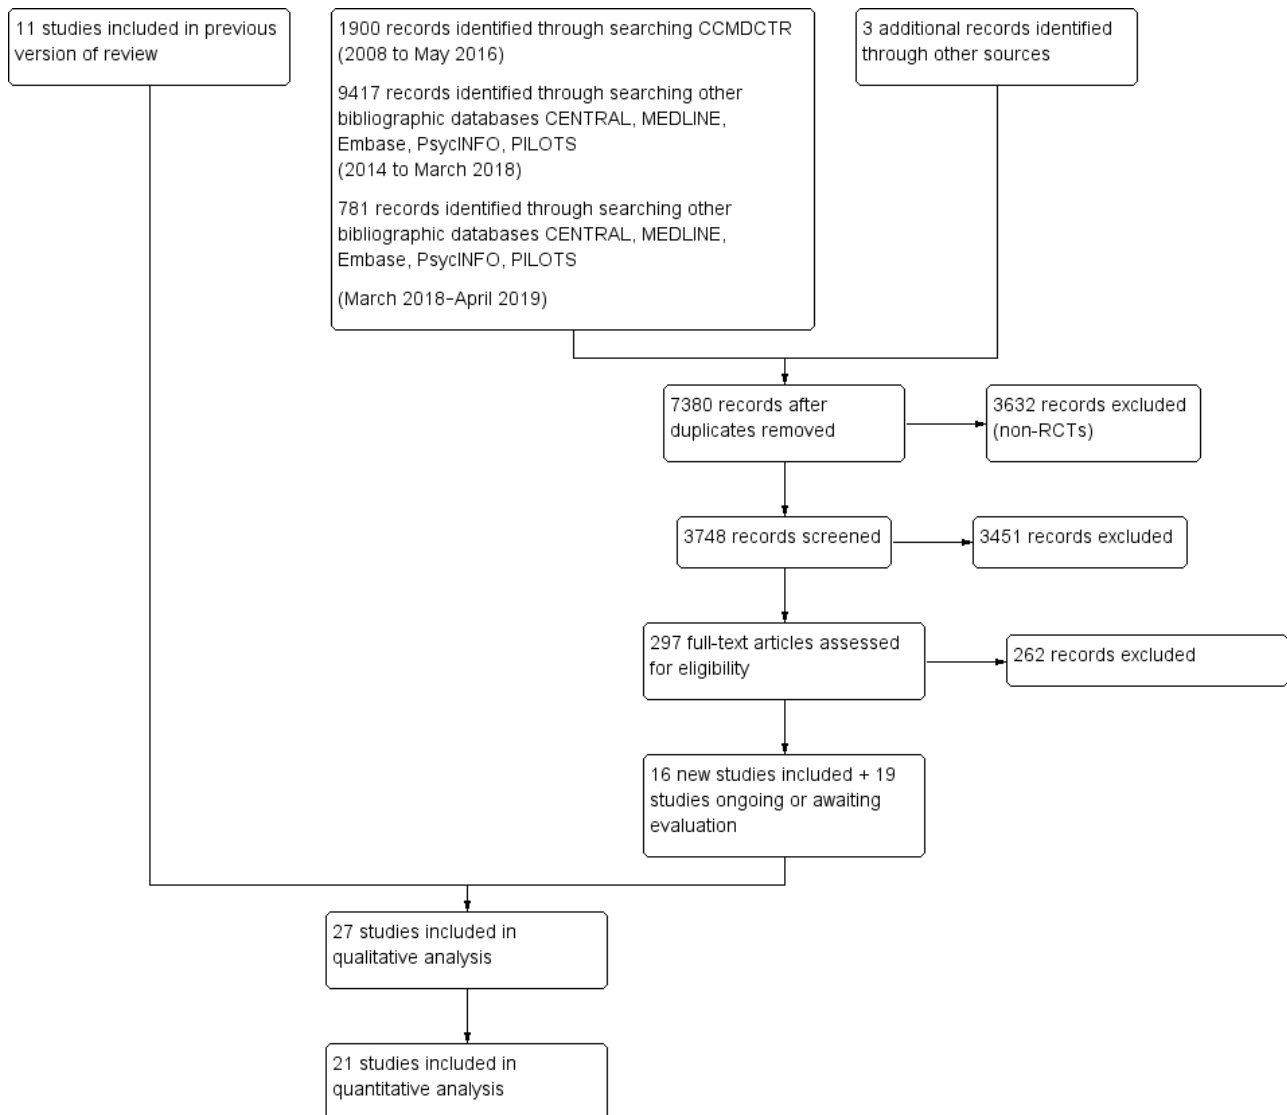 11 studies included in previous
version of review
1900 records identified through searching CCMDCTR
(2008 to May 2016)
9417 records identified through searching other
bibliographic databases CENTRAL, MEDLINE,
Embase, PsycINFO, PILOTS
(2014 to March 2018)
781 records identified through searching other
bibliographic databases CENTRAL, MEDLINE,
Embase, PsycINFO, PILOTS
(March 2018–April 2019)
3 additional records identified
through other sources
7380 records after
duplicates removed
3632 records excluded
(non-RCTs)
3748 records screened
3451 records excluded
297 full-text articles assessed
for eligibility
262 records excluded
16 new studies included + 19
studies ongoing or awaiting
evaluation
27 studies included in
qualitative analysis
21 studies included in
quantitative analysis